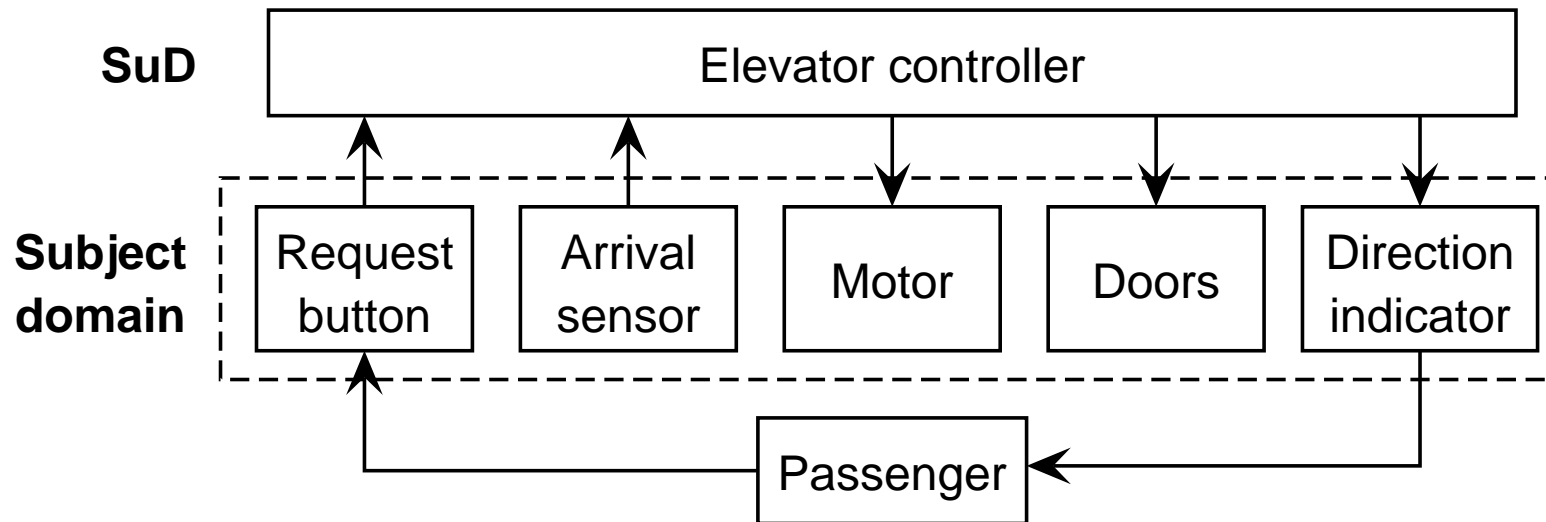 SuD
Elevator controller
Subject
domain
Request
button
Arrival
sensor
Motor
Doors
Direction
indicator
Passenger